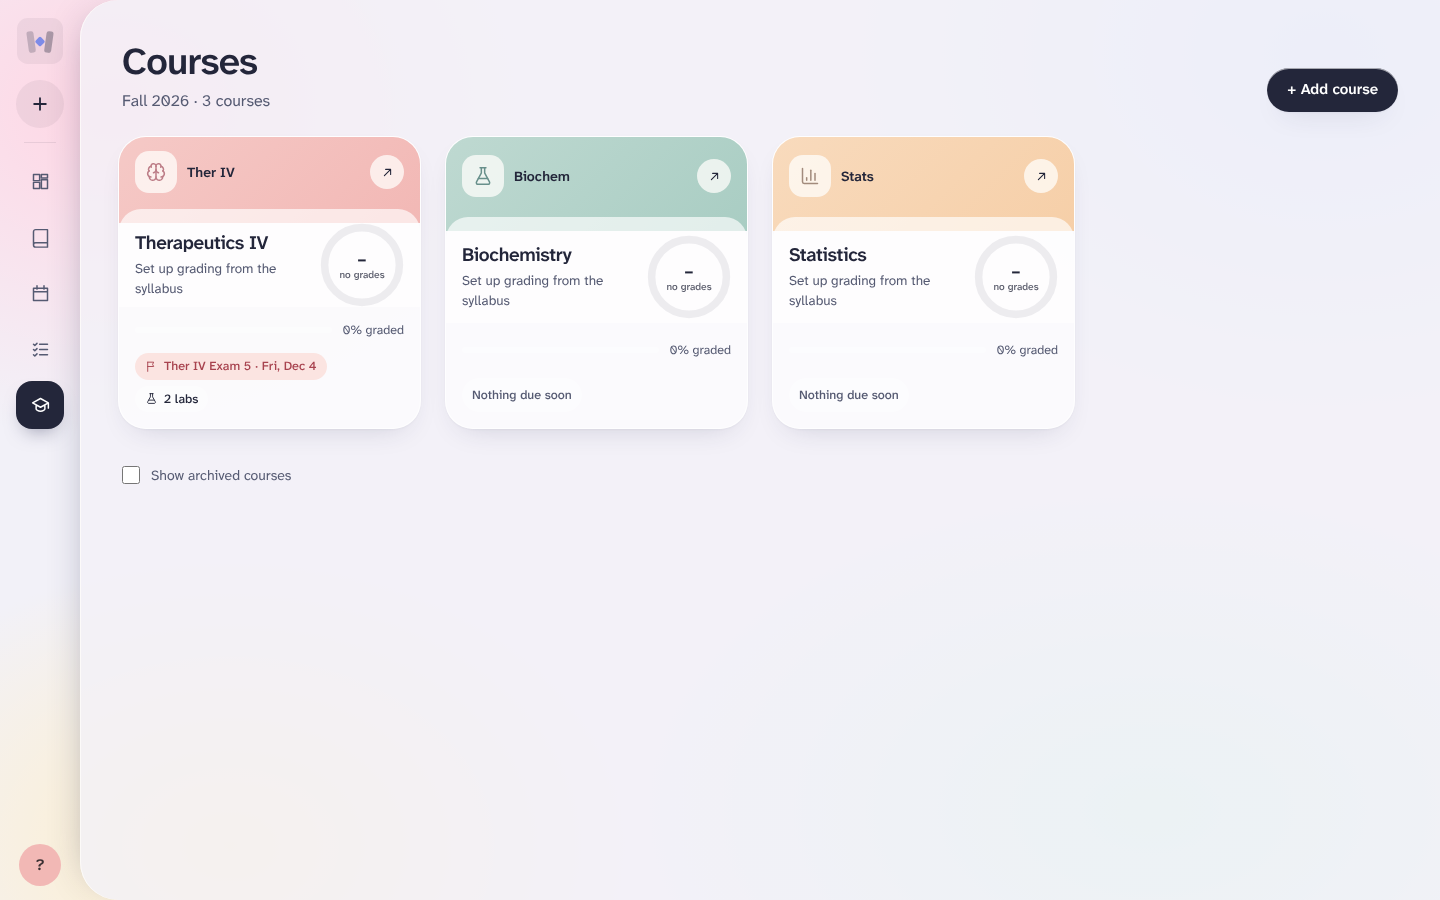 Courses
Fall 2026 · 3 courses
+ Add course
Ther IV
Therapeutics IV
Set up grading from the
syllabus
–
no grades
0% graded
Ther IV Exam 5 · Fri, Dec 4
2 labs
Biochem
Biochemistry
Set up grading from the
syllabus
–
no grades
0% graded
Nothing due soon
Stats
Statistics
Set up grading from the
syllabus
–
no grades
0% graded
Nothing due soon
Show archived courses
?